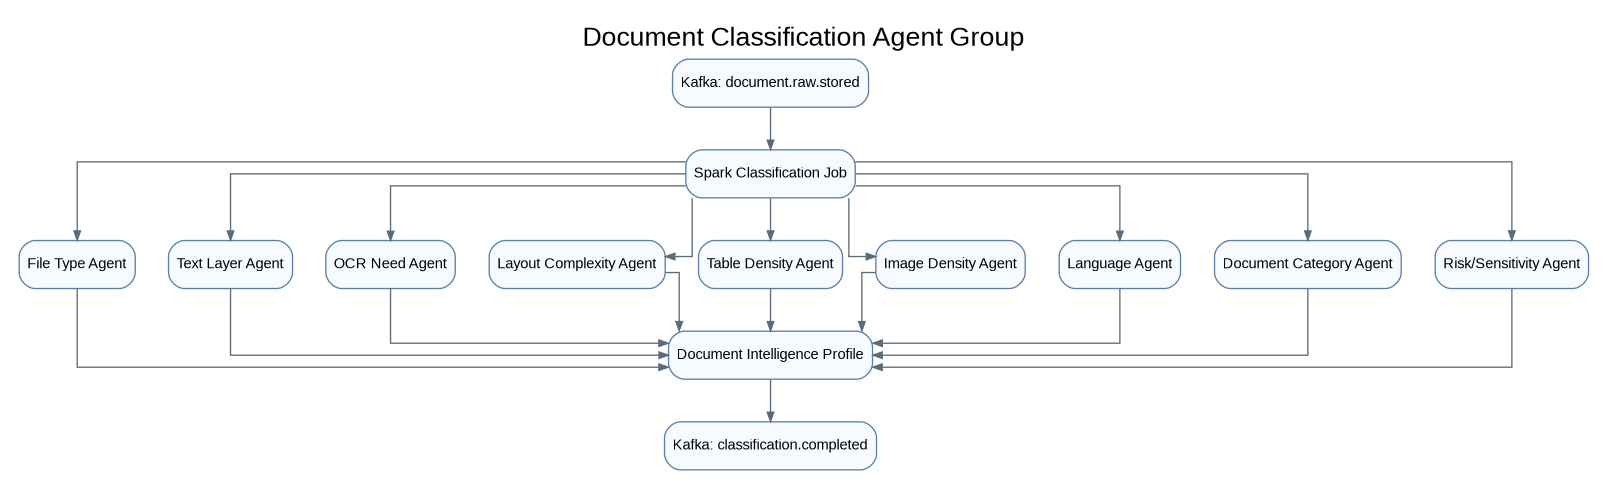 Document Classification Agent Group
Kafka: document.raw.stored
Spark Classification Job
File Type Agent
Text Layer Agent
OCR Need Agent
Layout Complexity Agent
Table Density Agent
Image Density Agent
Language Agent
Document Category Agent
Risk/Sensitivity Agent
Document Intelligence Profile
Kafka: classification.completed